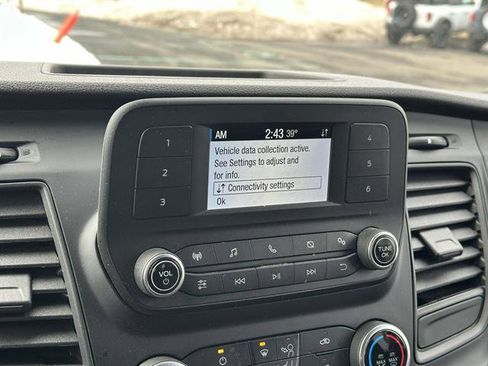 AM 2:43 39°
Vehicle data collection active.
See Settings to adjust and
for info.
Connectivity settings
Ok
1
2
3
4
5
6
VOL
TUNE
OK
MAX
MAX